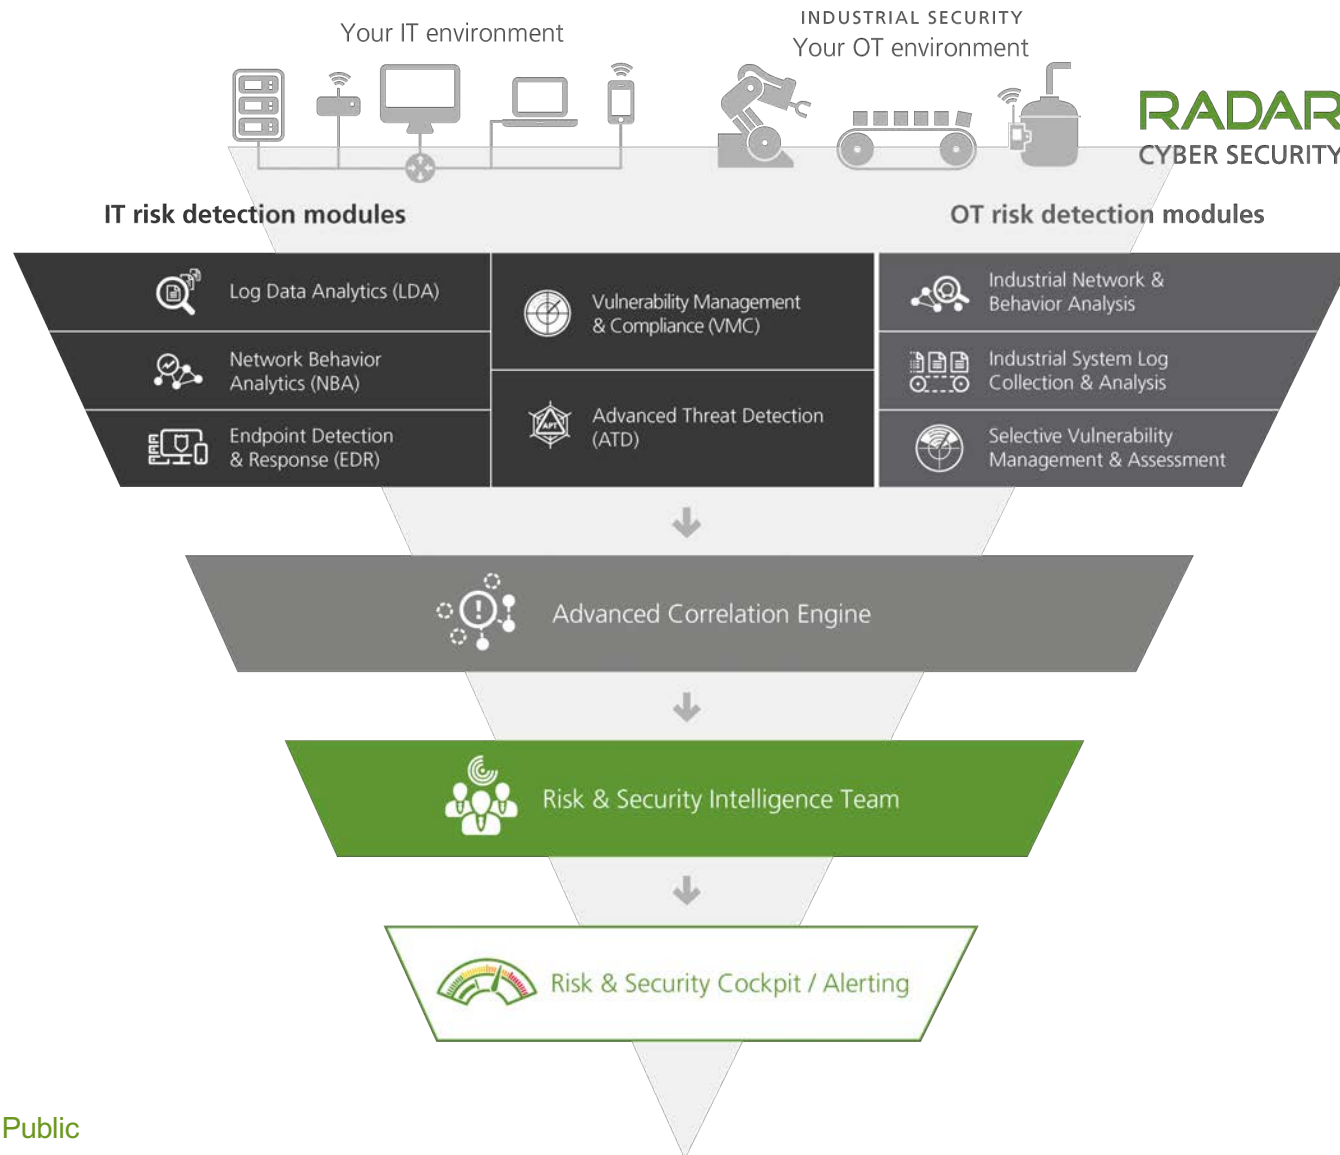 Your IT environment
INDUSTRIAL SECURITY
Your OT environment
RADAR
CYBER SECURITY
IT risk detection modules
OT risk detection modules
Log Data Analytics (LDA)
Network Behavior
Analytics (NBA)
Endpoint Detection
& Response (EDR)
Vulnerability Management
& Compliance (VMC)
APT
Advanced Threat Detection
(ATD)
Industrial Network &
Behavior Analysis
Industrial System Log
Collection & Analysis
Selective Vulnerability
Management & Assessment
Advanced Correlation Engine
Risk & Security Intelligence Team
Risk & Security Cockpit / Alerting
Public